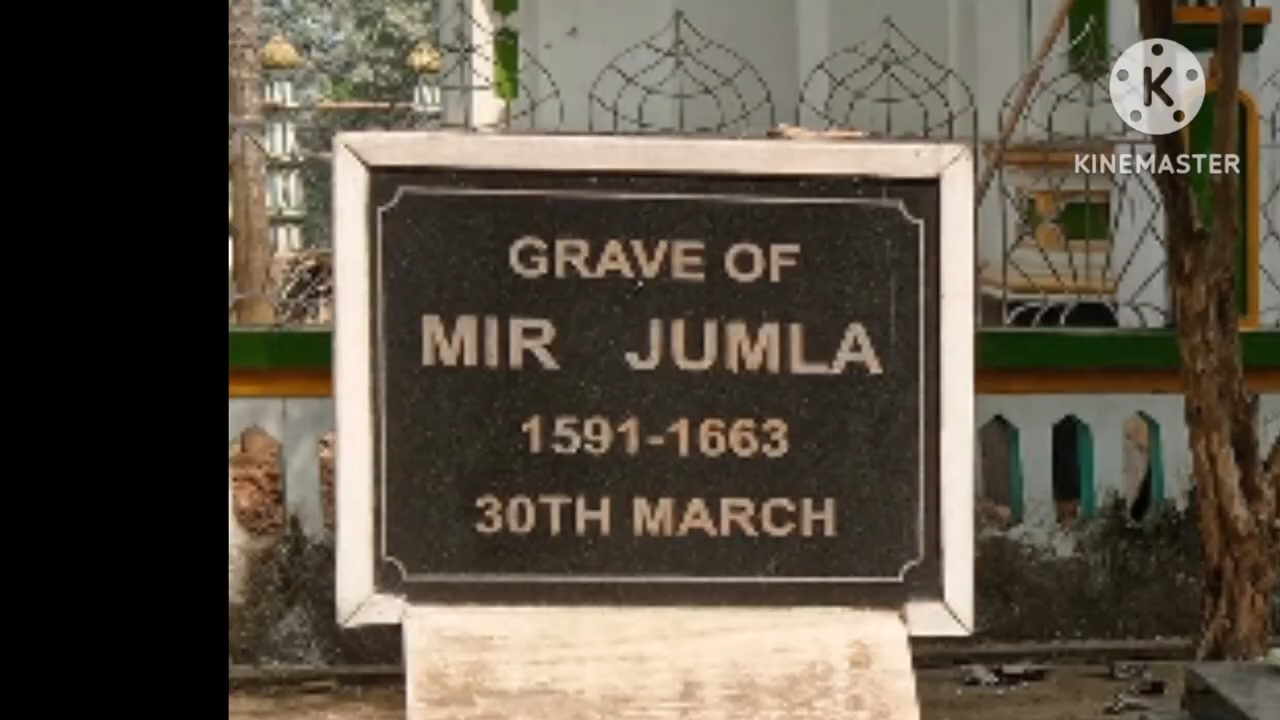 GRAVE OF
MIR JUMLA
1591-1663
30TH MARCH
K
KINEMASTER